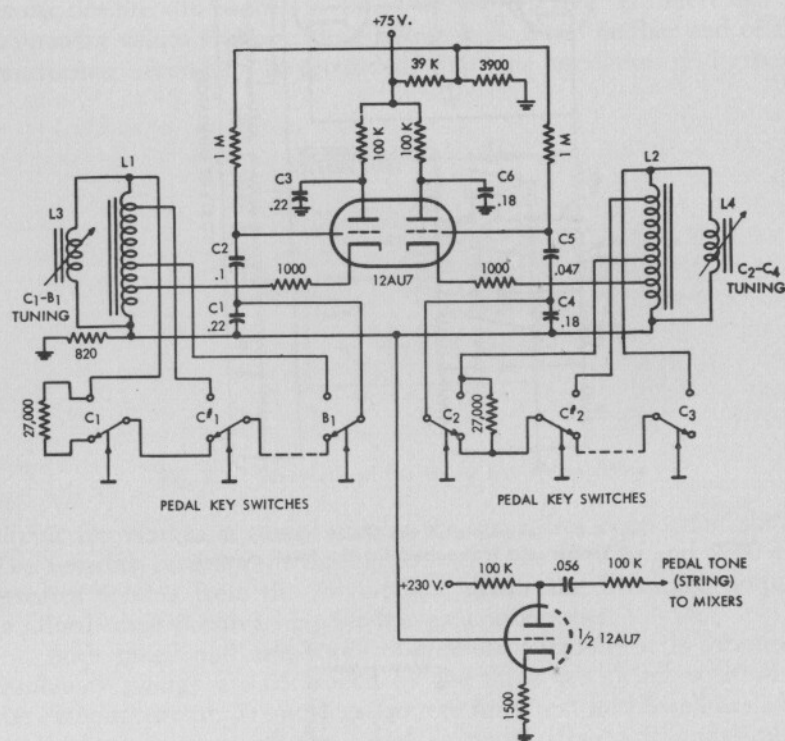 +75 V.
39 K
3900
1 M
100 K
100 K
1 M
L1
L2
C3
.22
C6
.18
L3
L4
C2
.1
C5
.047
1000
1000
12AU7
C₁-B₁
TUNING
C₂-C₄
TUNING
C1
.22
C4
.18
820
27,000
C₁
C#₁
B₁
C₂
27,000
C#₂
C₃
PEDAL KEY SWITCHES
PEDAL KEY SWITCHES
+230 V.
100 K
.056
100 K
PEDAL TONE
(STRING)
TO MIXERS
½ 12AU7
1500